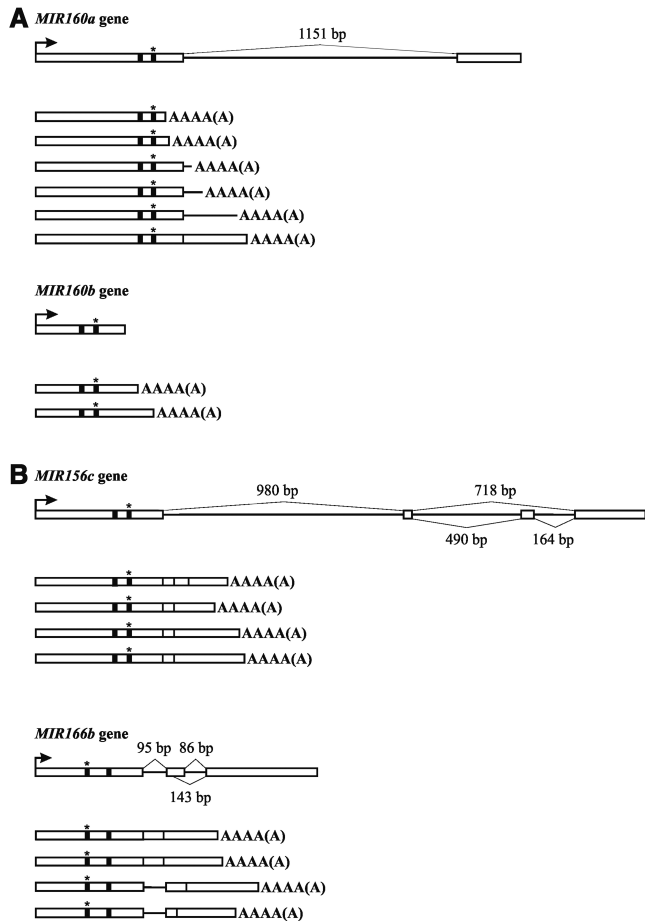 A
MIR160a gene
1151 bp
*
*
AAAA(A)
*
AAAA(A)
*
AAAA(A)
*
AAAA(A)
*
AAAA(A)
*
AAAA(A)
MIR160b gene
*
*
AAAA(A)
*
AAAA(A)
B
MIR156c gene
980 bp 718 bp
*
490 bp 164 bp
*
AAAA(A)
*
AAAA(A)
*
AAAA(A)
*
AAAA(A)
MIR166b gene
95 bp 86 bp
*
143 bp
*
AAAA(A)
*
AAAA(A)
*
AAAA(A)
*
AAAA(A)